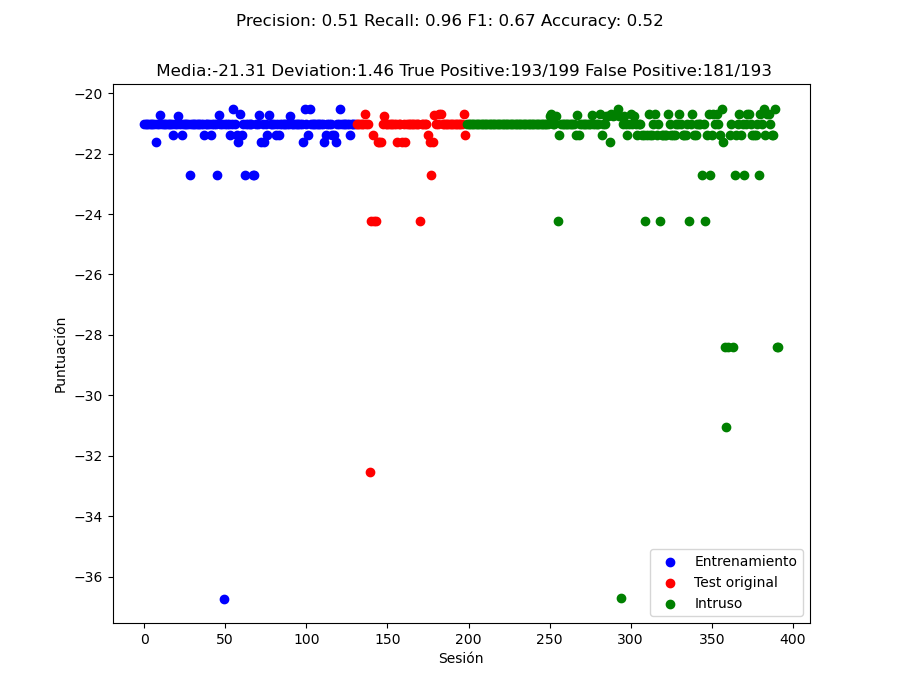 Precision: 0.51 Recall: 0.96 F1: 0.67 Accuracy: 0.52
Media:-21.31 Deviation:1.46 True Positive:193/199 False Positive:181/193
−20
−22
−24
−26
−28
−30
−32
−34
−36
Puntuación
Entrenamiento
Test original
Intruso
0 50 100 150 200 250 300 350 400
Sesión